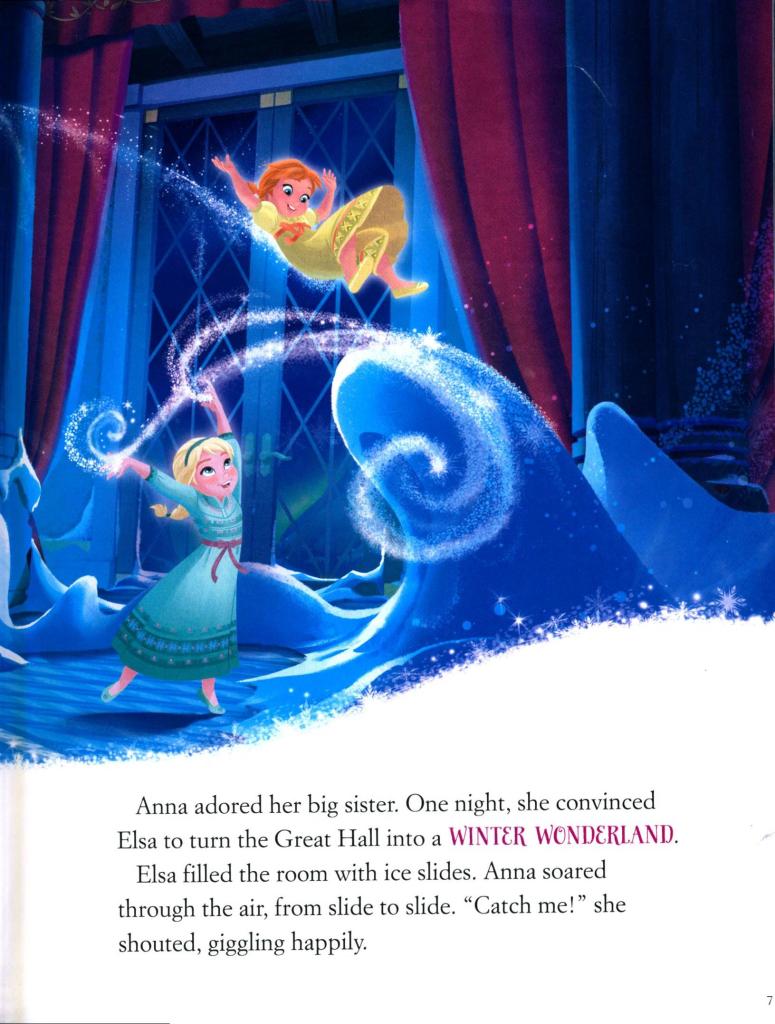 Anna adored her big sister. One night, she convinced
Elsa to turn the Great Hall into a WINTER WONDERLAND.
Elsa filled the room with ice slides. Anna soared
through the air, from slide to slide. “Catch me!” she
shouted, giggling happily.
7